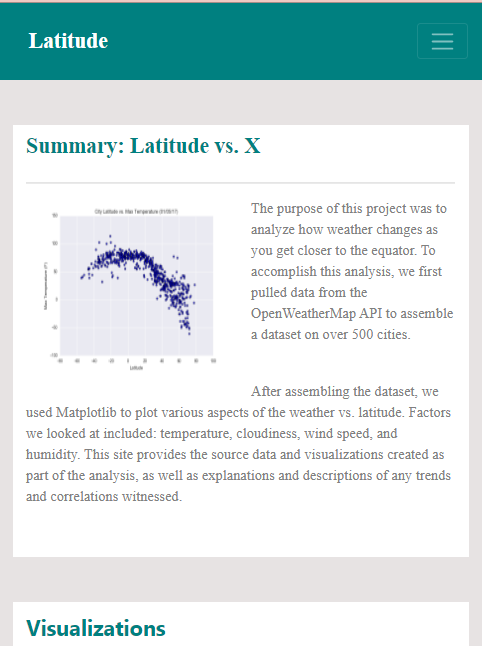 Latitude
Summary: Latitude vs. X
City Latitude vs. Max Temperature
Max Temperature (F)
Latitude
The purpose of this project was to
analyze how weather changes as
you get closer to the equator. To
accomplish this analysis, we first
pulled data from the
OpenWeatherMap API to assemble
a dataset on over 500 cities.
After assembling the dataset, we
used Matplotlib to plot various aspects of the weather vs. latitude. Factors
we looked at included: temperature, cloudiness, wind speed, and
humidity. This site provides the source data and visualizations created as
part of the analysis, as well as explanations and descriptions of any trends
and correlations witnessed.
Visualizations